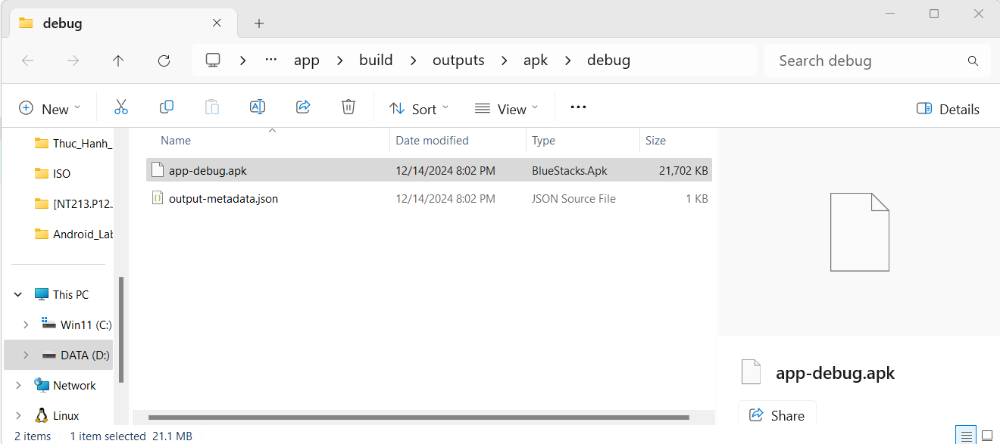 debug
app > build > outputs > apk > debug
Search debug
New
Sort
View
Details
Thuc_Hanh_
ISO
[NT213.P12.
Android_Lab
This PC
Win11 (C:)
DATA (D:)
Network
Linux
Name Date modified Type Size
app-debug.apk 12/14/2024 8:02 PM BlueStacks.Apk 21,702 KB
output-metadata.json 12/14/2024 8:02 PM JSON Source File 1 KB
app-debug.apk
Share
2 items 1 item selected 21.1 MB